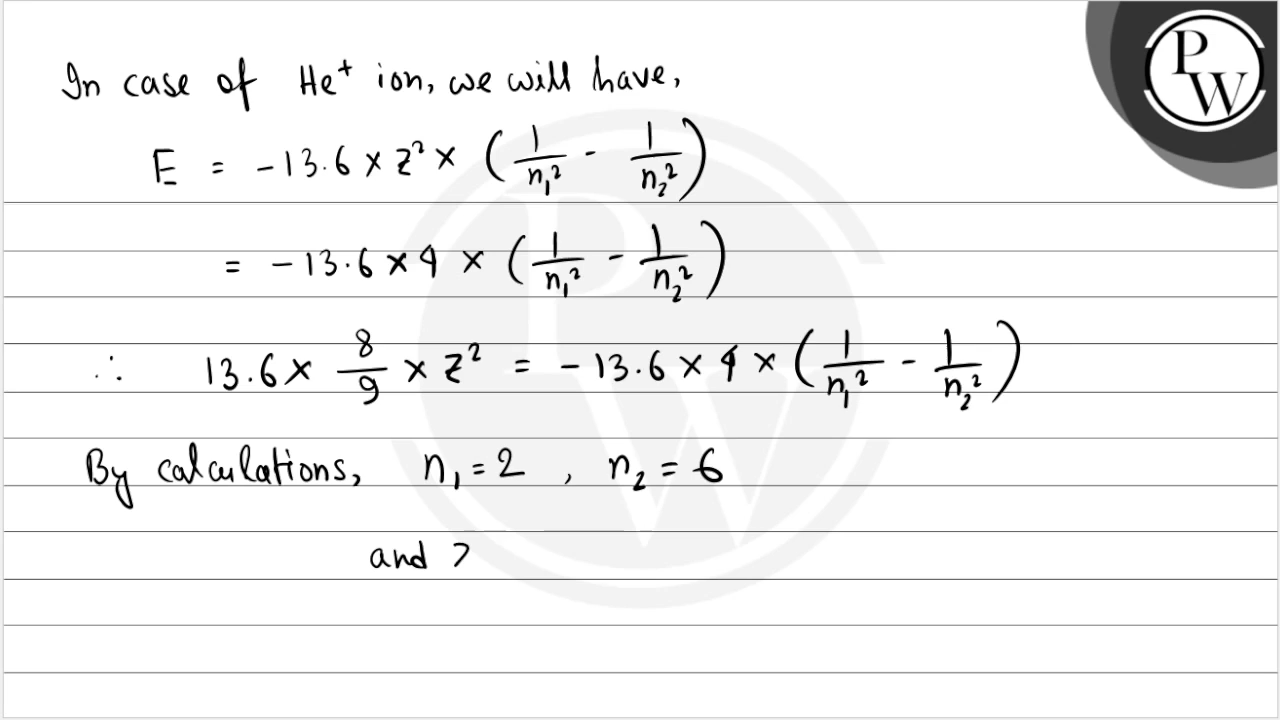 PW
In case of He⁺ ion, we will have,
E = -13.6 × Z² × (1/n₁² - 1/n₂²)
= -13.6 × 4 × (1/n₁² - 1/n₂²)
∴ 13.6 × 8/9 × Z² = -13.6 × 4 × (1/n₁² - 1/n₂²)
By calculations, n₁ = 2 , n₂ = 6
and